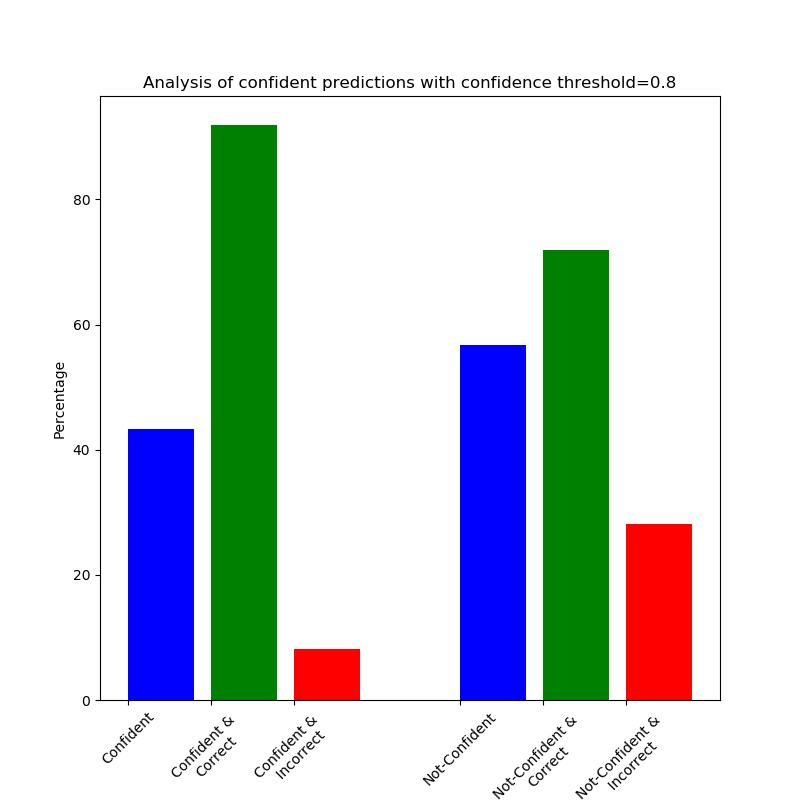 Analysis of confident predictions with confidence threshold=0.8
Percentage
80
60
40
20
0
Confident
Confident &
Correct
Confident &
Incorrect
Not-Confident
Not-Confident &
Correct
Not-Confident &
Incorrect